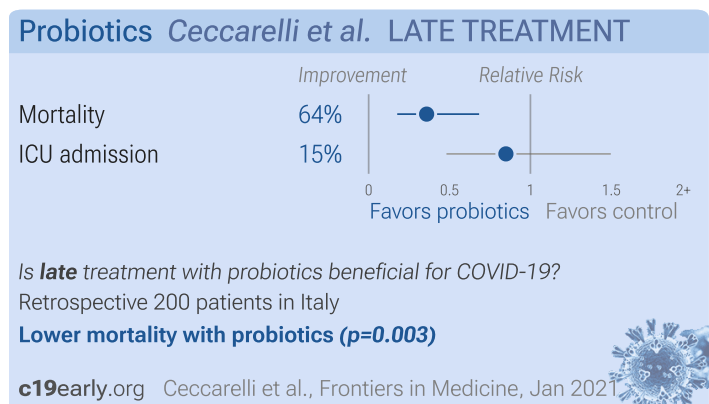 Probiotics Ceccarelli et al. LATE TREATMENT
Improvement Relative Risk
Mortality 64%
ICU admission 15%
0 0.5 1 1.5 2+
Favors probiotics Favors control
Is late treatment with probiotics beneficial for COVID-19?
Retrospective 200 patients in Italy
Lower mortality with probiotics (p=0.003)
c19early.org Ceccarelli et al., Frontiers in Medicine, Jan 2021